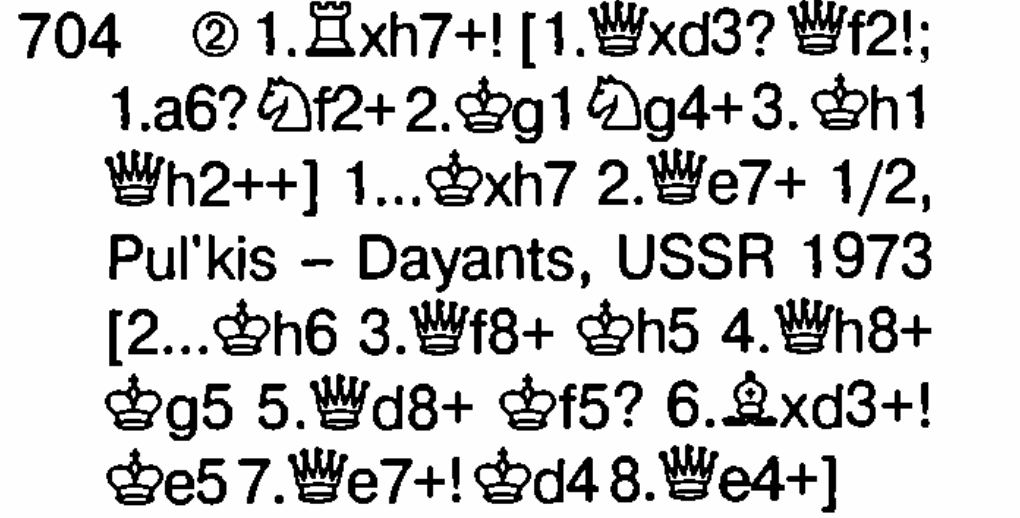 704 ② 1.♖xh7+! [1.♕xd3? ♕f2!;
1.a6? ♘f2+ 2.♔g1 ♘g4+ 3. ♔h1
♕h2++] 1...♔xh7 2.♕e7+ 1/2,
Pul'kis – Dayants, USSR 1973
[2...♔h6 3.♕f8+ ♔h5 4.♕h8+
♔g5 5.♕d8+ ♔f5? 6.♗xd3+!
♔e5 7.♕e7+! ♔d4 8.♕e4+]